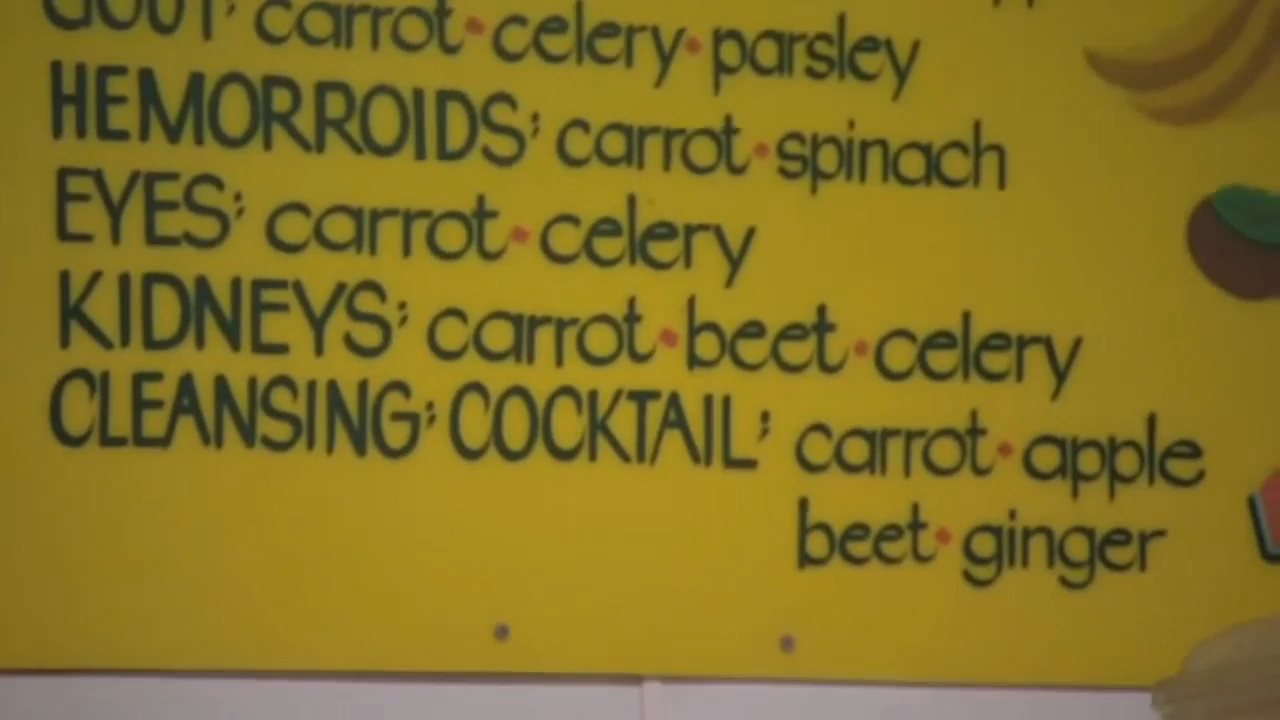 GOUT: carrot•celery•parsley
HEMORROIDS: carrot•spinach
EYES: carrot•celery
KIDNEYS: carrot•beet•celery
CLEANSING: COCKTAIL: carrot•apple
beet•ginger